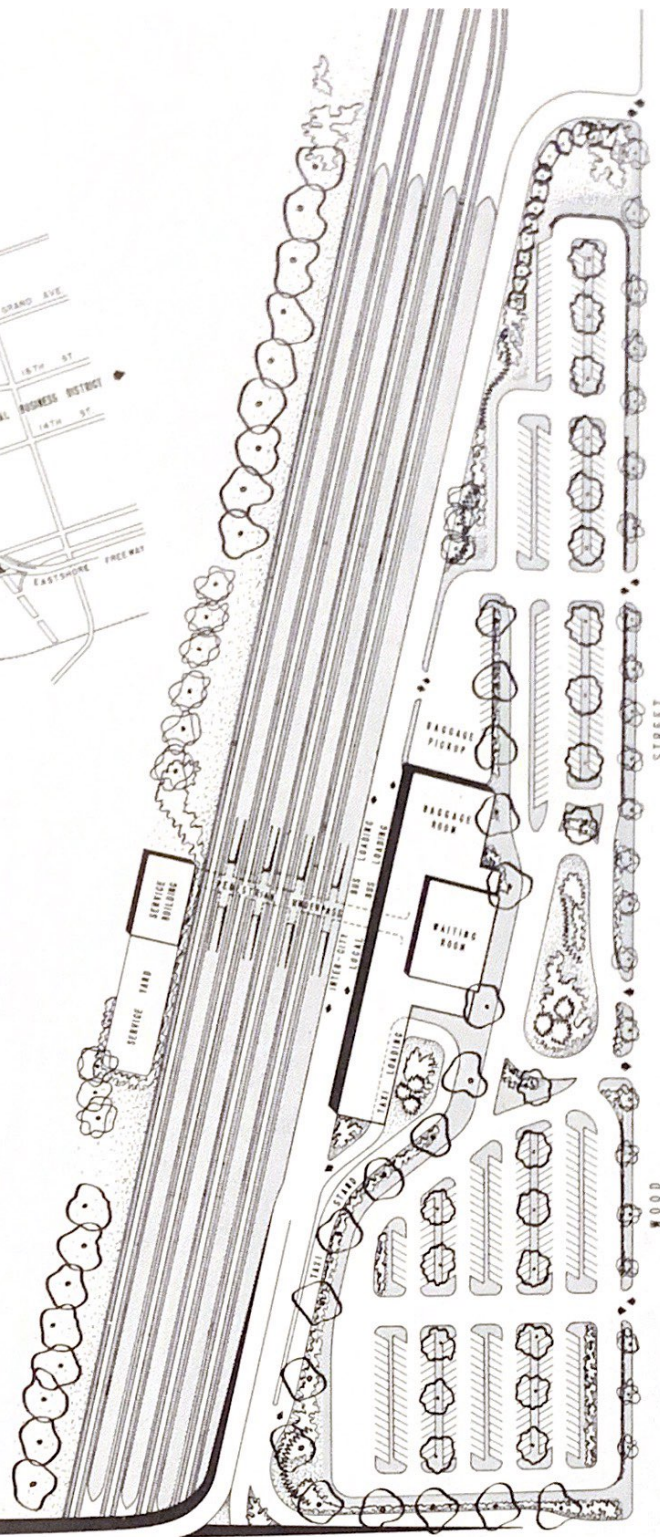 GRAND AVE
18TH ST
AL BUSINESS DISTRICT
14TH ST
EASTSHORE FREEWAY
BAGGAGE
PICKUP
BAGGAGE
ROOM
WAITING
ROOM
INTER-CITY BUS LOADING
LOCAL BUS LOADING
PEDESTRIAN UNDERPASS
SERVICE
BUILDING
SERVICE YARD
TAXI LOADING
TAXI STAND
WOOD STREET